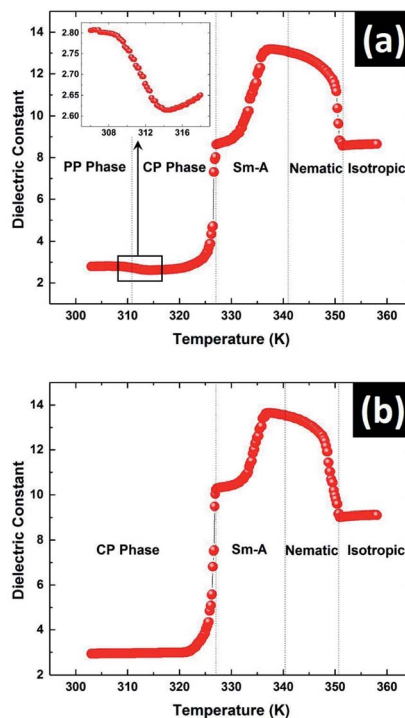 (a)
2.80
2.75
2.70
2.65
2.60
308 312 316
14
12
10
8
6
4
2
Dielectric Constant
PP Phase CP Phase Sm-A Nematic Isotropic
300 310 320 330 340 350 360
Temperature (K)
(b)
14
12
10
8
6
4
2
Dielectric Constant
CP Phase Sm-A Nematic Isotropic
300 310 320 330 340 350 360
Temperature (K)